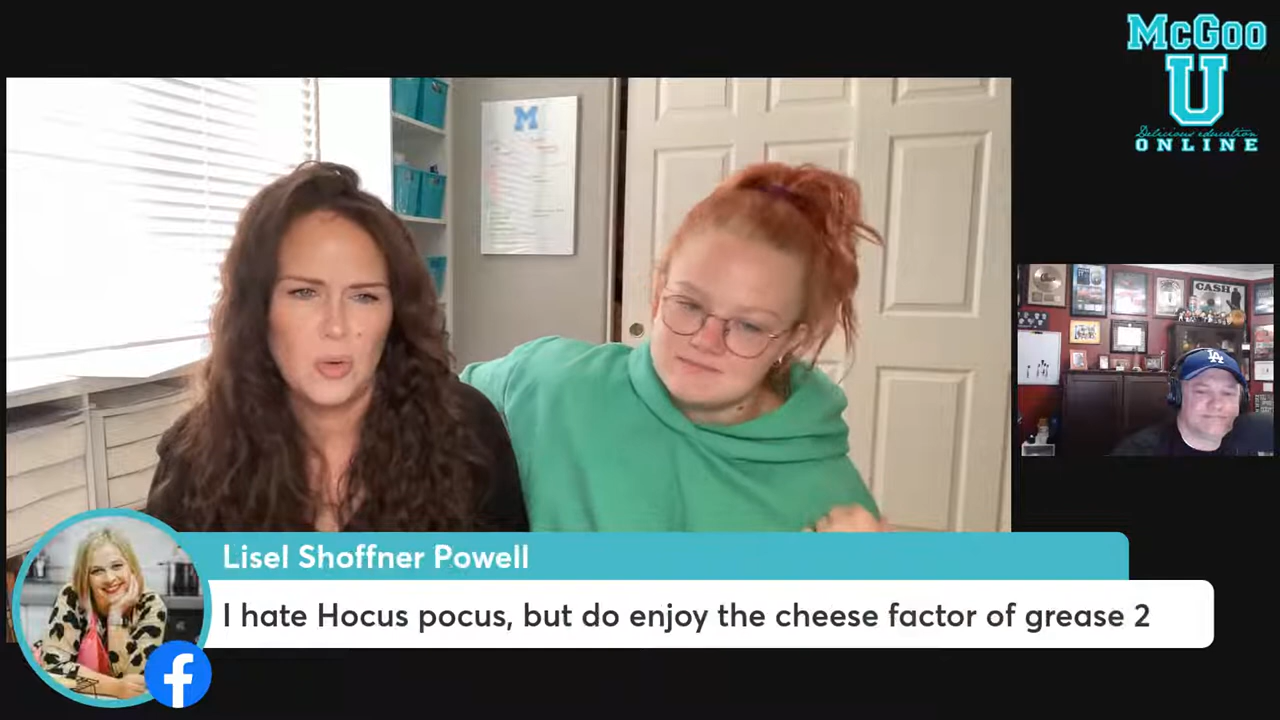 McGoo
U
Delicious education
ONLINE
M
CASH
LA
Lisel Shoffner Powell
I hate Hocus pocus, but do enjoy the cheese factor of grease 2